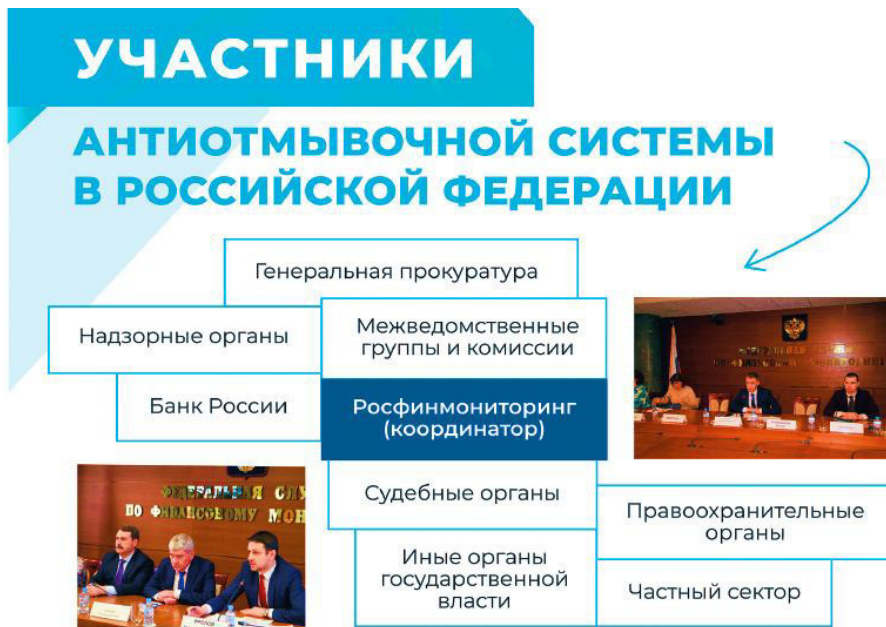 УЧАСТНИКИ
АНТИОТМЫВОЧНОЙ СИСТЕМЫ
В РОССИЙСКОЙ ФЕДЕРАЦИИ
Генеральная прокуратура
Надзорные органы
Межведомственные
группы и комиссии
Банк России
Росфинмониторинг
(координатор)
Судебные органы
Правоохранительные
органы
Иные органы
государственной
власти
Частный сектор
ФЕДЕРАЛЬНАЯ СЛУ
ПО ФИНАНСОВОМУ МОН
ФРОЛОВ